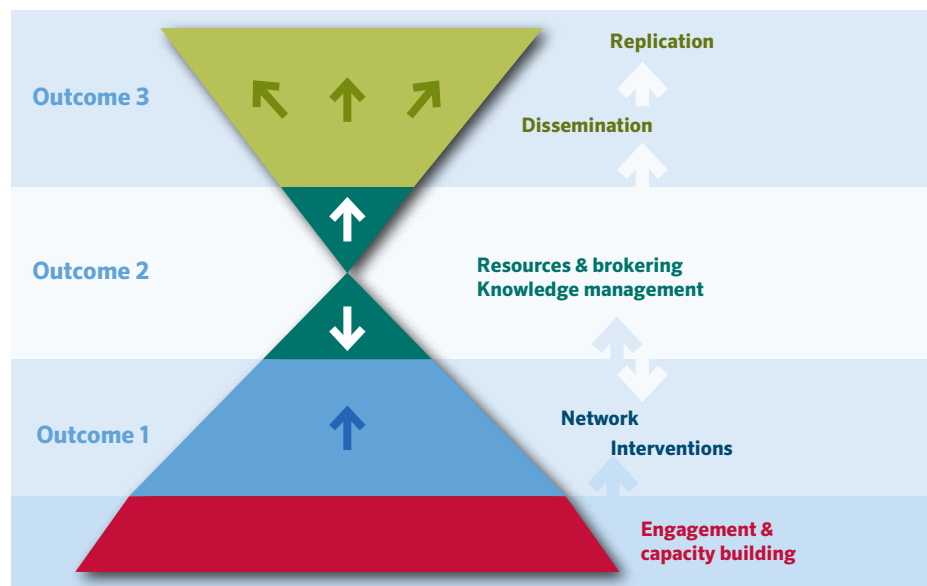 Replication
Outcome 3
Dissemination
Outcome 2
Resources & brokering
Knowledge management
Outcome 1
Network
Interventions
Engagement &
capacity building